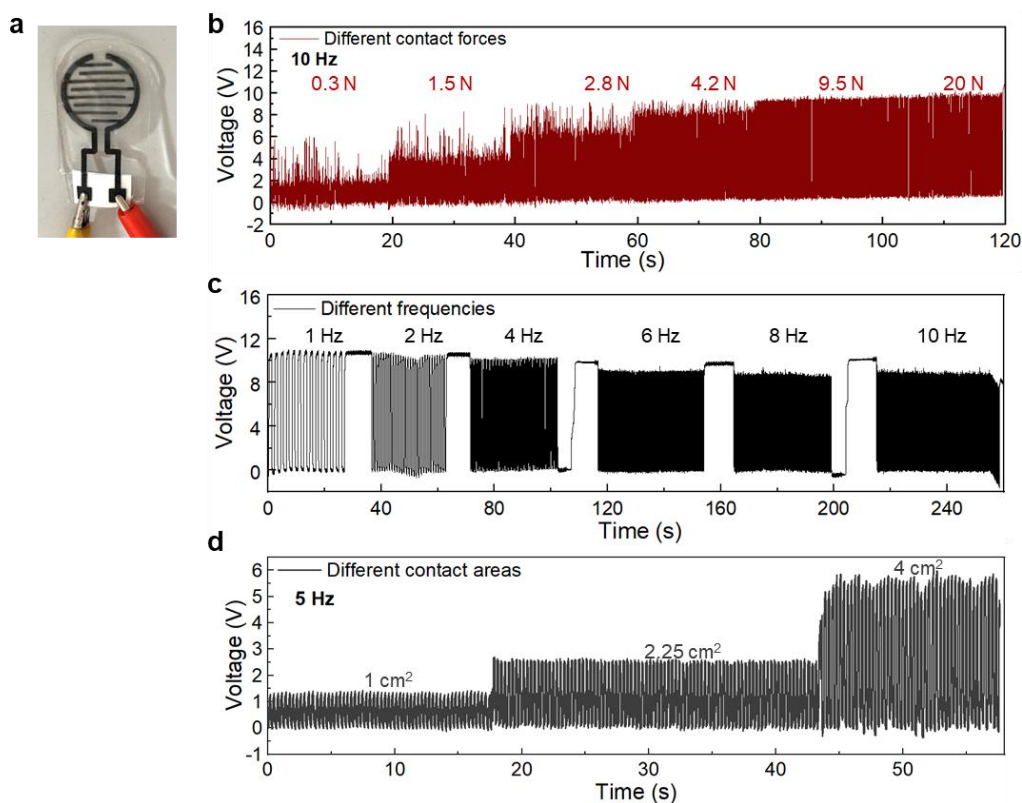 a
b
Different contact forces
10 Hz
0.3 N 1.5 N 2.8 N 4.2 N 9.5 N 20 N
Voltage (V)
16
14
12
10
8
6
4
2
0
-2
0 20 40 60 80 100 120
Time (s)
c
Different frequencies
1 Hz 2 Hz 4 Hz 6 Hz 8 Hz 10 Hz
Voltage (V)
16
12
8
4
0
0 40 80 120 160 200 240
Time (s)
d
Different contact areas
5 Hz
1 cm²
2.25 cm²
4 cm²
Voltage (V)
6
5
4
3
2
1
0
-1
0 10 20 30 40 50
Time (s)